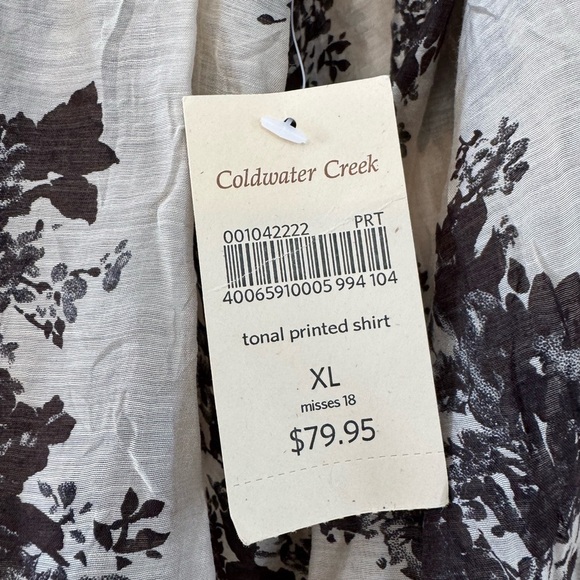 Coldwater Creek
001042222 PRT
40065910005 994 104
tonal printed shirt
XL
misses 18
$79.95